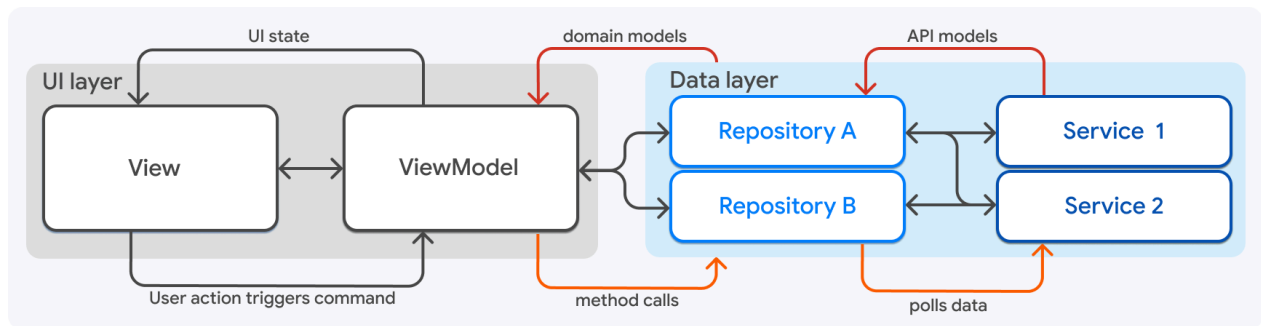 UI state
domain models
API models
UI layer
Data layer
View
ViewModel
Repository A
Service 1
Repository B
Service 2
User action triggers command
method calls
polls data